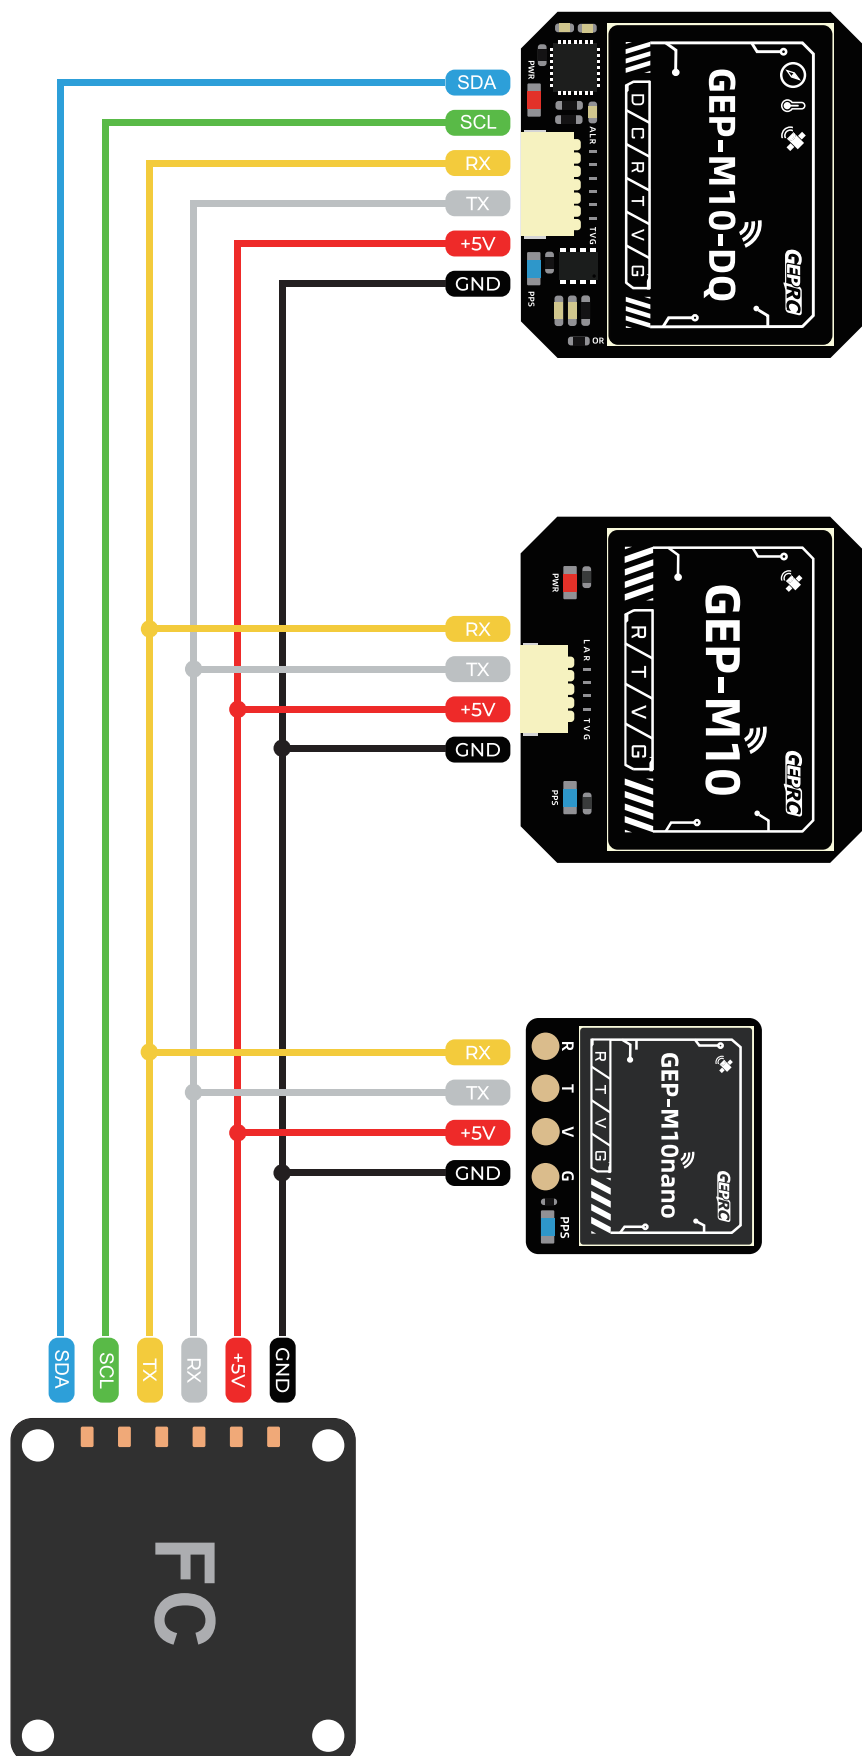 SDA
SCL
RX
TX
+5V
GND
PWR
ALR
TVG
PPS
OR
D/C/R/T/V/G
GEP-M10-DQ
GEPRC
RX
TX
+5V
GND
PWR
LAR
TVG
PPS
R/T/V/G
GEP-M10
GEPRC
RX
TX
+5V
GND
R
T
V
G
PPS
R/T/V/G
GEP-M10nano
GEPRC
SDA
SCL
TX
RX
+5V
GND
FC